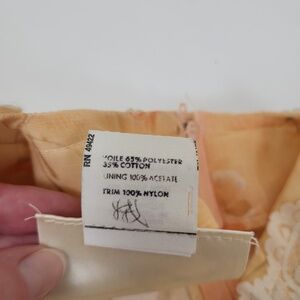 RN 49422
VOILE 65% POLYESTER
35% COTTON
LINING 100% ACETATE
TRIM 100% NYLON